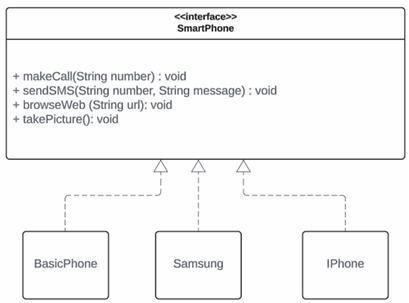 <<interface>>
SmartPhone
+ makeCall(String number) : void
+ sendSMS(String number, String message) : void
+ browseWeb (String url): void
+ takePicture(): void
BasicPhone
Samsung
IPhone